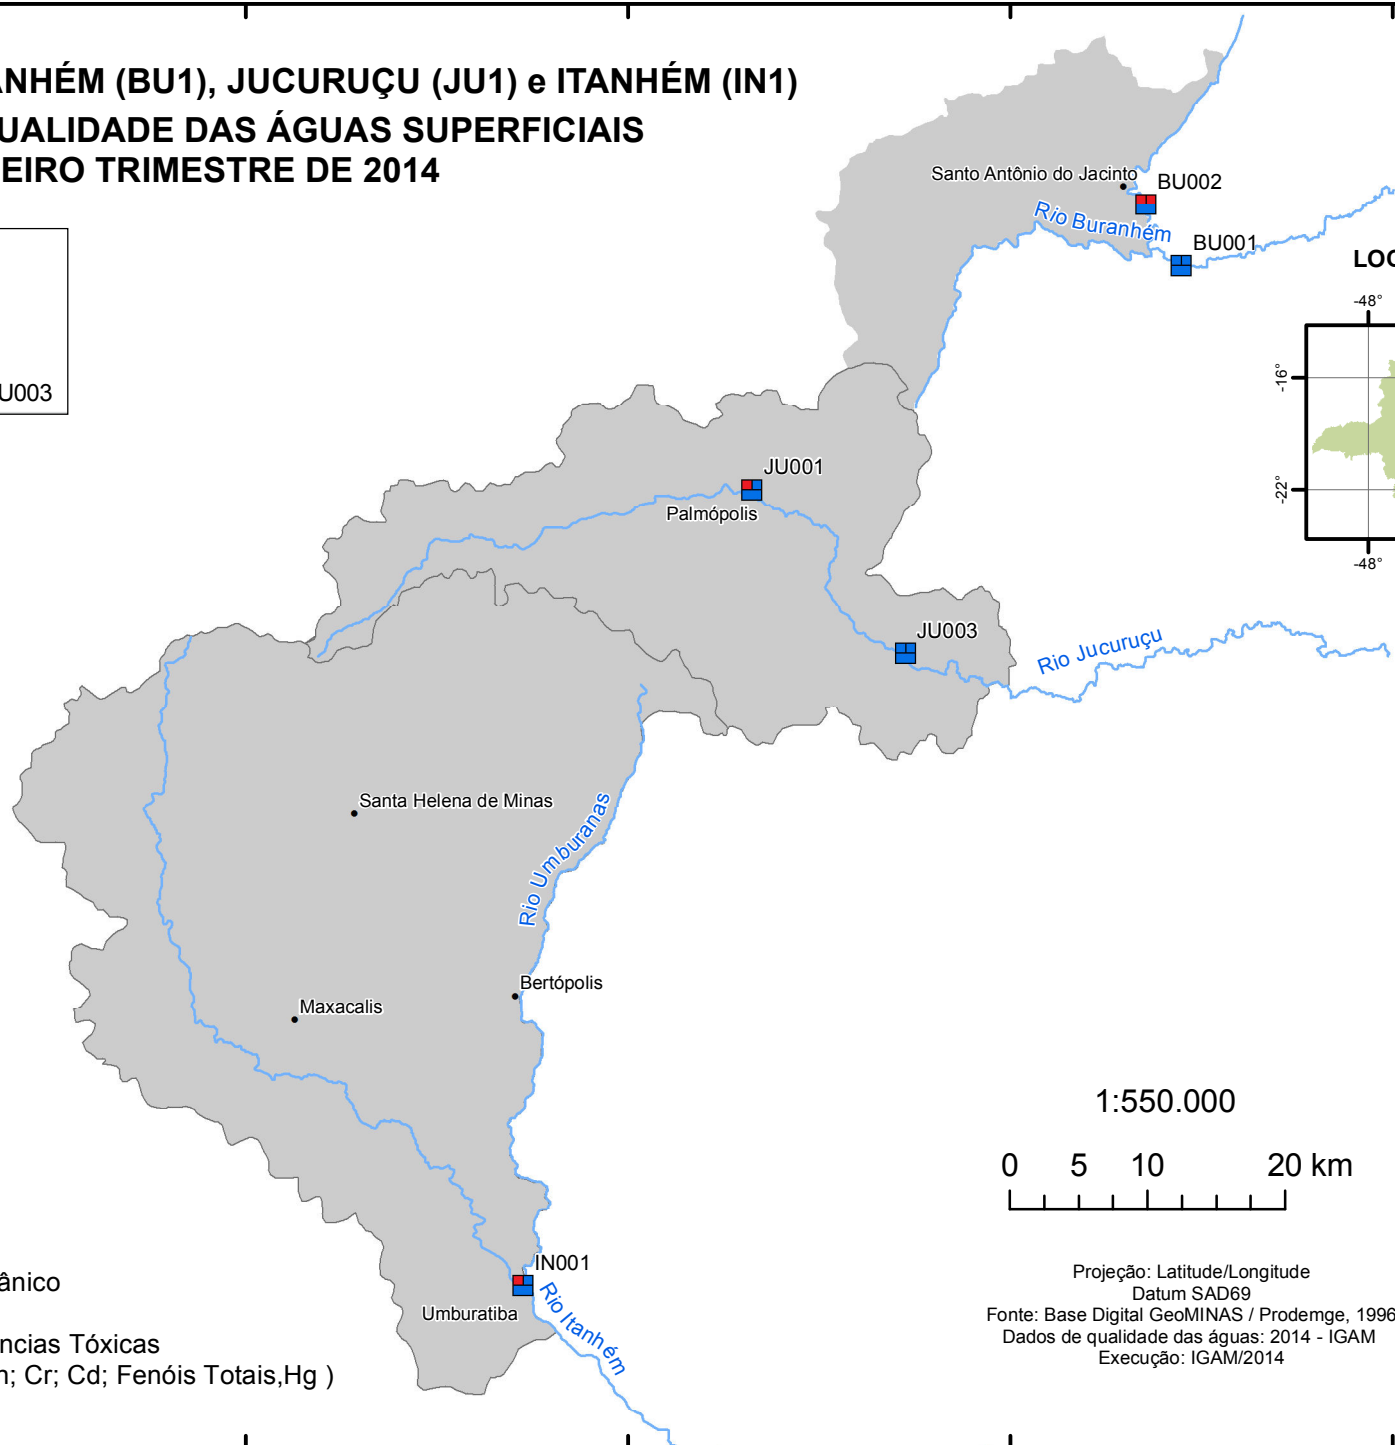 ANHÉM (BU1), JUCURUÇU (JU1) e ITANHÉM (IN1)
UALIDADE DAS ÁGUAS SUPERFICIAIS
EIRO TRIMESTRE DE 2014
U003
Santo Antônio do Jacinto
BU002
Rio Buranhém
BU001
LOC
-48°
-16°
-22°
-48°
JU001
Palmópolis
JU003
Rio Jucuruçu
Santa Helena de Minas
Rio Umburanas
Bertópolis
Maxacalis
1:550.000
0 5 10 20 km
IN001
Umburatiba
Rio Itanhém
ânico
ncias Tóxicas
n; Cr; Cd; Fenóis Totais,Hg )
Projeção: Latitude/Longitude
Datum SAD69
Fonte: Base Digital GeoMINAS / Prodemge, 1996
Dados de qualidade das águas: 2014 - IGAM
Execução: IGAM/2014